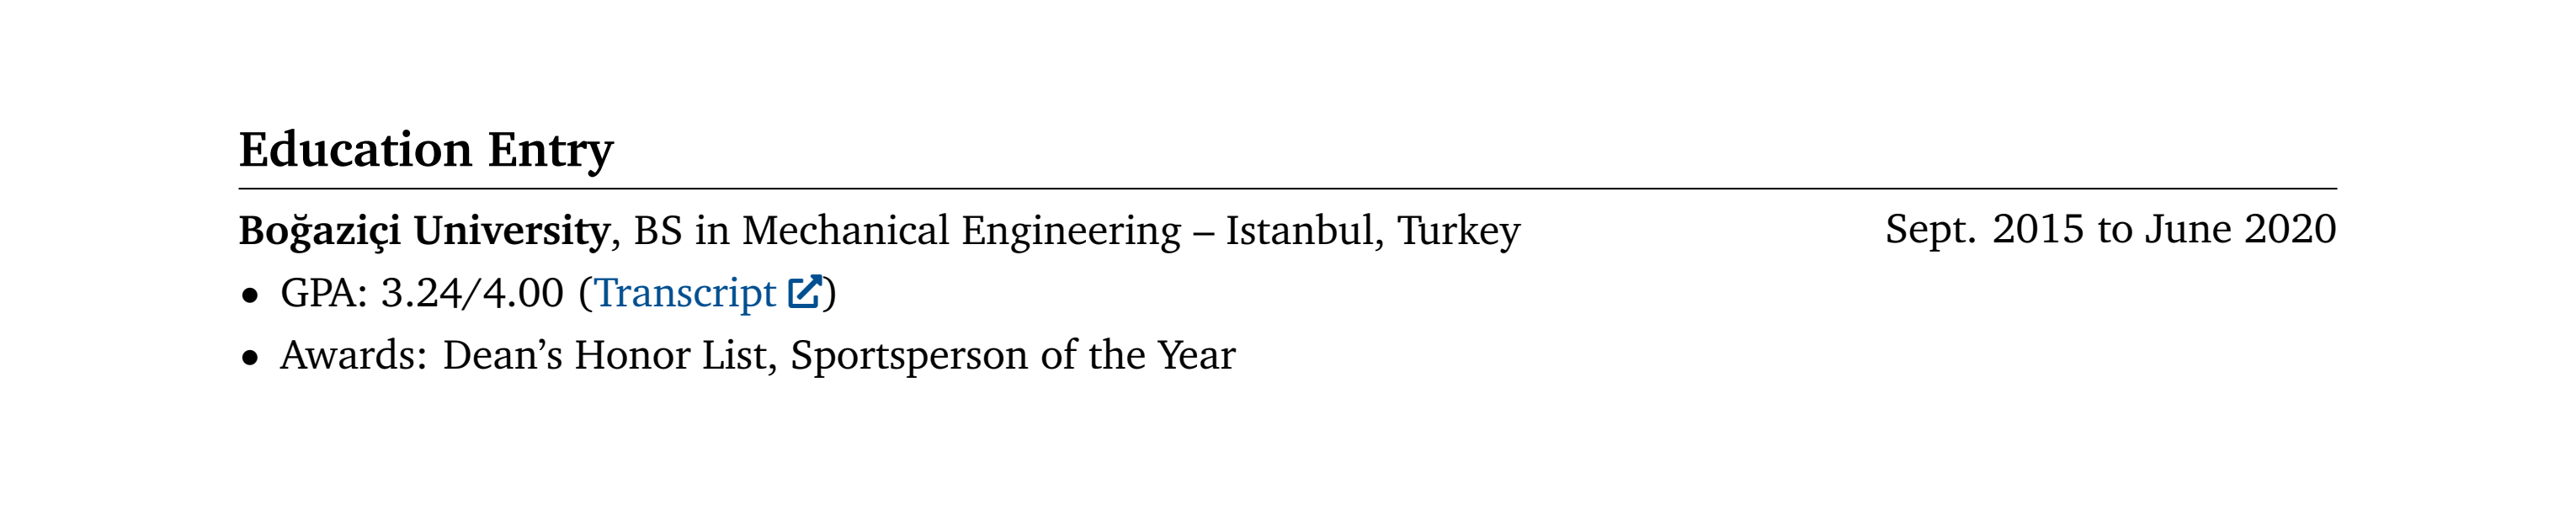 Education Entry
Boğaziçi University, BS in Mechanical Engineering – Istanbul, Turkey Sept. 2015 to June 2020
• GPA: 3.24/4.00 (Transcript)
• Awards: Dean’s Honor List, Sportsperson of the Year